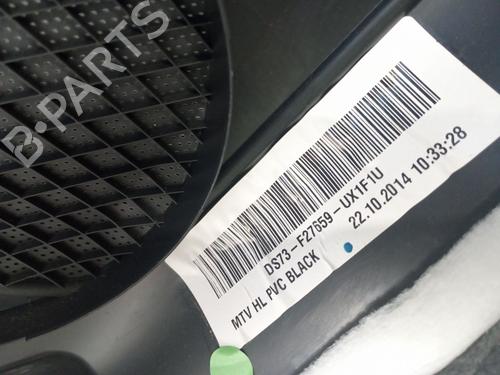 B-PARTS
DS73-F27659-UX1F1U
MTV HL PVC BLACK
22.10.2014 10:33:28